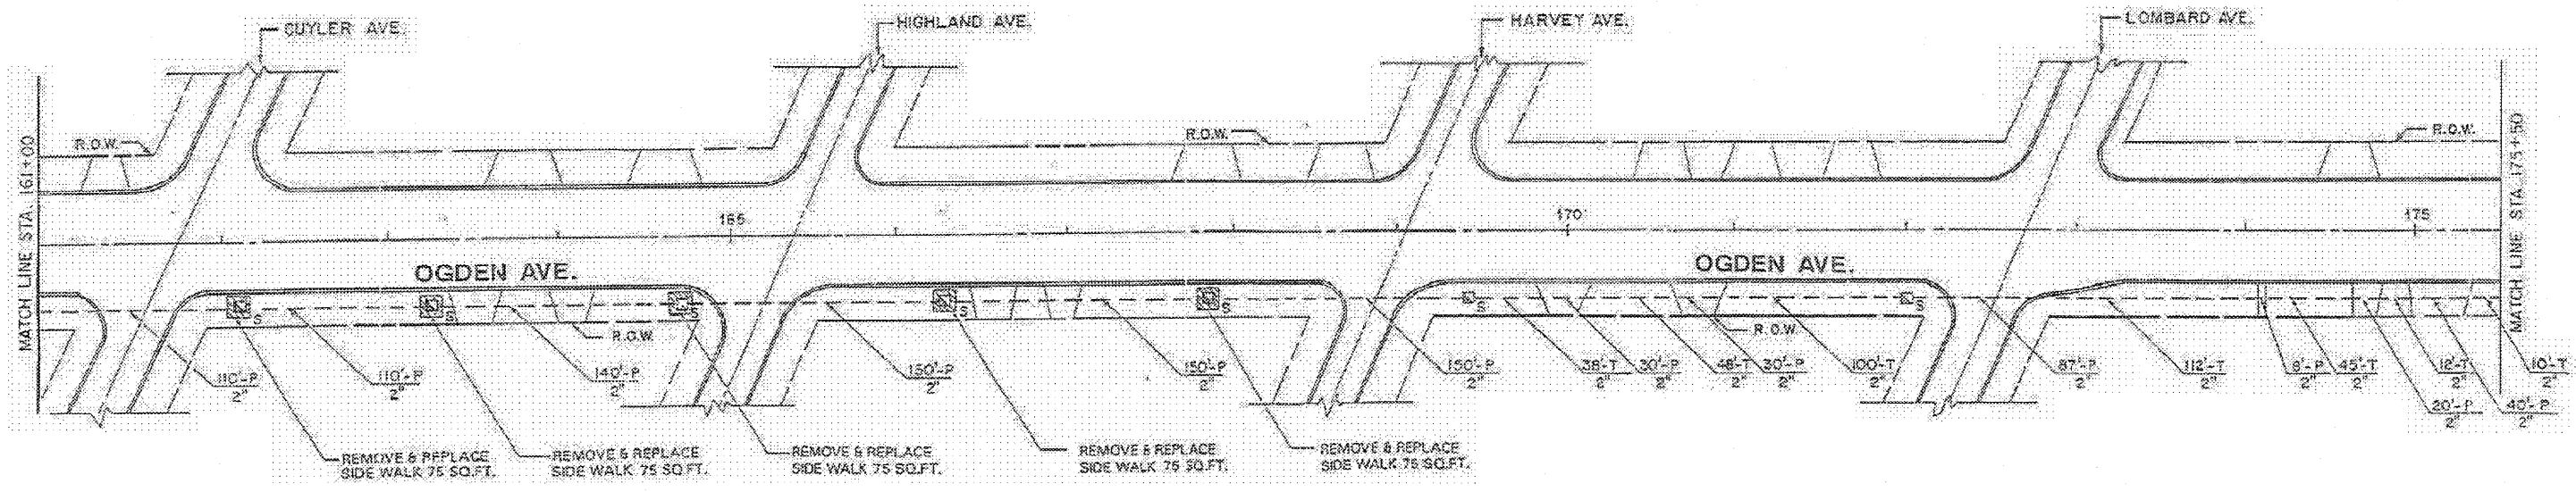 CUYLER AVE.
HIGHLAND AVE.
HARVEY AVE.
LOMBARD AVE.
MATCH LINE STA. 161+00
R.O.W.
R.O.W.
R.O.W.
MATCH LINE STA. 175+50
165
170
175
OGDEN AVE.
OGDEN AVE.
S
S
S
S
S
S
R.O.W.
R.O.W.
110'-P
2"
110'-P
2"
140'-P
2"
150'-P
2"
150'-P
2"
150'-P
2"
38'-T
2"
30'-P
2"
48'-T
2"
30'-P
2"
100'-T
2"
87'-P
2"
112'-T
2"
8'-P
2"
45'-T
2"
20'-P
2"
12'-T
2"
40'-P
2"
10'-T
2"
REMOVE & REPLACE
SIDE WALK 75 SQ.FT.
REMOVE & REPLACE
SIDE WALK 75 SQ.FT.
REMOVE & REPLACE
SIDE WALK 75 SQ.FT.
REMOVE & REPLACE
SIDE WALK 75 SQ.FT.
REMOVE & REPLACE
SIDE WALK 75 SQ.FT.